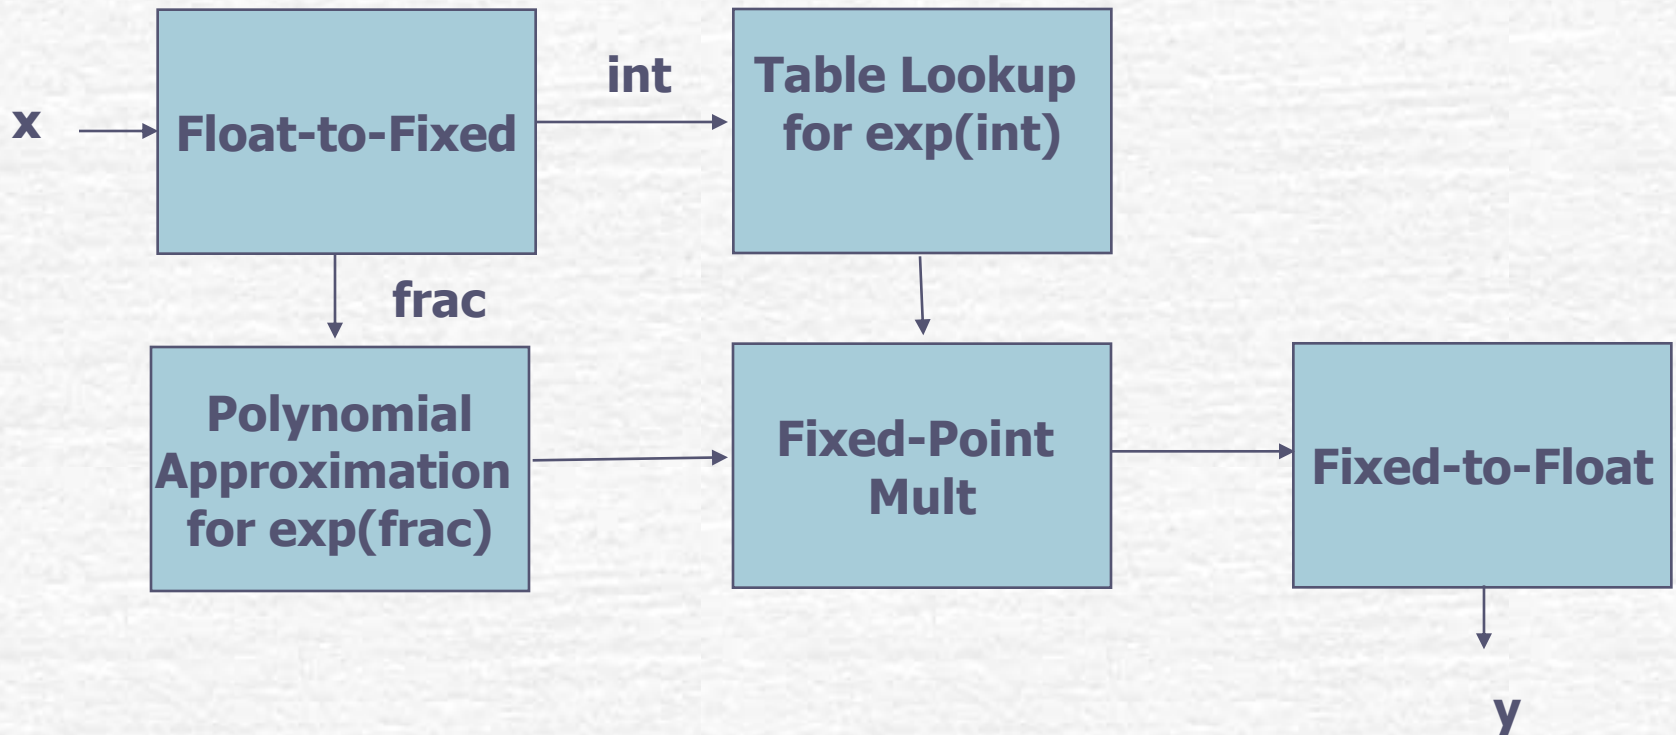 x
Float-to-Fixed
int
Table Lookup
for exp(int)
frac
Polynomial
Approximation
for exp(frac)
Fixed-Point
Mult
Fixed-to-Float
y